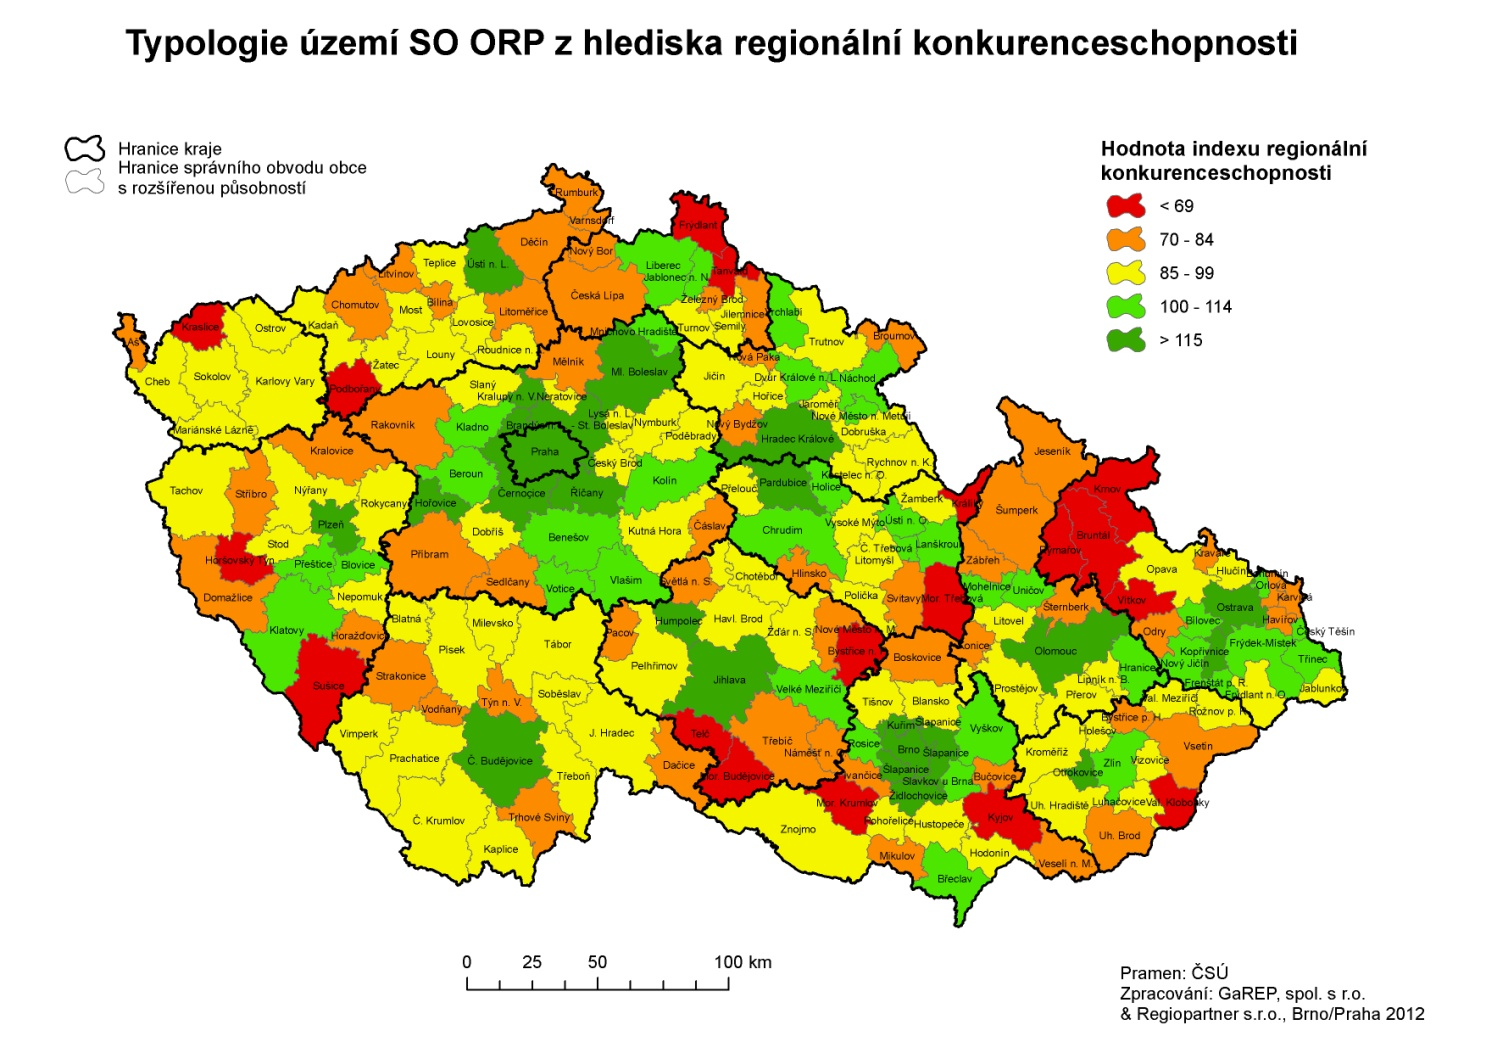 Typologie území SO ORP z hlediska regionální konkurenceschopnosti
Hranice kraje
Hranice správního obvodu obce
s rozšířenou působností
Hodnota indexu regionální
konkurenceschopnosti
< 69
70 - 84
85 - 99
100 - 114
> 115
Rumburk
Varnsdorf
Frýdlant
Děčín
Nový Bor
Teplice
Ústí n. L.
Liberec
Jablonec n. N.
Litvínov
Česká Lípa
Železný Brod
Chomutov
Bílina
Most
Litoměřice
Jilemnice
Kraslice
Ostrov
Kadaň
Lovosice
Turnov
Semily
Trutnov
Broumov
Aš
Louny
Roudnice n.
Žatec
Mělník
Nová Paka
Cheb
Sokolov
Karlovy Vary
Podbořany
Slaný
Ml. Boleslav
Jičín
Dvůr Králové n. L.
Náchod
Kralupy n. V.
Neratovice
Hořice
Jaroměř
Nové Město n. Metují
Mariánské Lázně
Rakovník
Kladno
Lysá n. L.
- St. Boleslav
Nymburk
Poděbrady
Nový Bydžov
Hradec Králové
Dobruška
Kralovice
Praha
Český Brod
Rychnov n. K.
Jeseník
Tachov
Stříbro
Nýřany
Rokycany
Beroun
Hořovice
Černošice
Říčany
Kolín
Přelouč
Pardubice
Holice
Kostelec n. O.
Žamberk
Králíky
Krnov
Plzeň
Dobříš
Benešov
Kutná Hora
Čáslav
Chrudim
Vysoké Mýto
Ústí n. O.
Šumperk
Bruntál
Stod
Č. Třebová
Lanškroun
Rýmařov
Kravaře
Horšovský Týn
Přeštice
Blovice
Příbram
Litomyšl
Zábřeh
Opava
Hlučín
Bohumín
Orlová
Sedlčany
Votice
Vlašim
Světlá n. S.
Chotěboř
Hlinsko
Polička
Svitavy
Mor. Třebová
Mohelnice
Uničov
Šternberk
Vítkov
Karviná
Domažlice
Nepomuk
Ostrava
Havířov
Klatovy
Horažďovice
Blatná
Milevsko
Humpolec
Havl. Brod
Litovel
Bílovec
Český Těšín
Pacov
Žďár n. S.
Nové Město n. M.
Odry
Písek
Tábor
Bystřice n.
Boskovice
Konice
Olomouc
Kopřivnice
Frýdek-Místek
Třinec
Pelhřimov
Nový Jičín
Hranice
Strakonice
Sušice
Jihlava
Velké Meziříčí
Prostějov
Lipník n. B.
Přerov
Frenštát p. R.
Frýdlant n. O.
Jablunkov
Soběslav
Týn n. V.
Vodňany
Tišnov
Blansko
Val. Meziříčí
Rožnov p. R.
Bystřice p. H.
Vimperk
J. Hradec
Telč
Třebíč
Kuřim
Šlapanice
Vyškov
Holešov
Vsetín
Rosice
Brno
Šlapanice
Kroměříž
Prachatice
Č. Budějovice
Dačice
Náměšť n. O.
Šlapanice
Zlín
Vizovice
Třeboň
Mor. Budějovice
Ivančice
Slavkov u Brna
Bučovice
Otrokovice
Židlochovice
Mor. Krumlov
Uh. Hradiště
Luhačovice
Val. Klobouky
Č. Krumlov
Trhové Sviny
Znojmo
Pohořelice
Hustopeče
Kyjov
Uh. Brod
Kaplice
Mikulov
Hodonín
Veselí n. M.
Břeclav
0 25 50 100 km
Pramen: ČSÚ
Zpracování: GaREP, spol. s r.o.
& Regiopartner s.r.o., Brno/Praha 2012